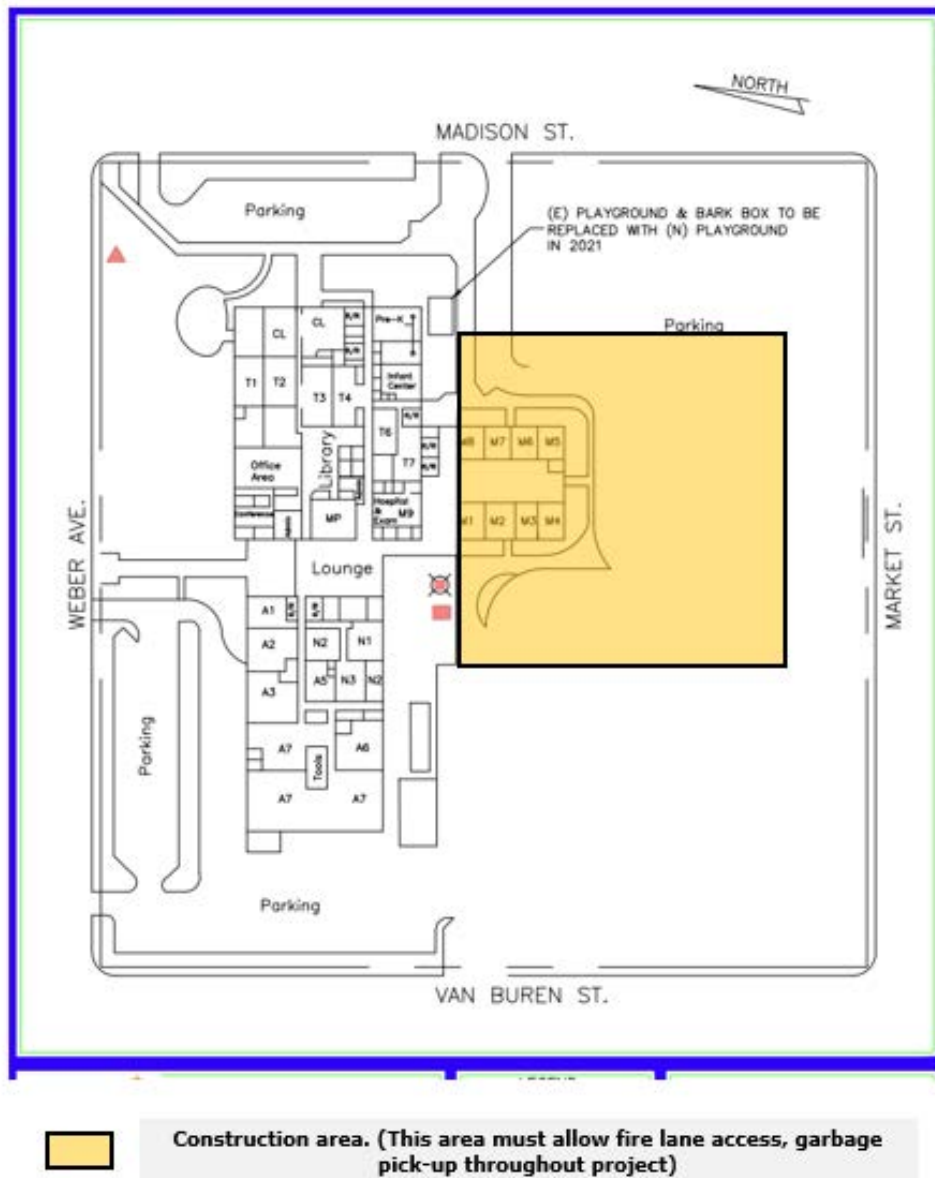 NORTH
MADISON ST.
Parking
(E) PLAYGROUND & BARK BOX TO BE
REPLACED WITH (N) PLAYGROUND
IN 2021
Parking
CL
CL
R/R
Pre-K
R/R
T1
T2
T3
T4
Infant
Center
T6
R/R
T7
R/R
R/R
M8
M7
M6
M5
Library
Office
Area
Conference
MP
Hospital
& Exam
M9
M1
M2
M3
M4
WEBER AVE.
MARKET ST.
Lounge
A1
R/R
R/R
A2
N2
N1
A3
A5
N3
N2
A7
Tools
A6
A7
A7
Parking
Parking
VAN BUREN ST.
Construction area. (This area must allow fire lane access, garbage
pick-up throughout project)